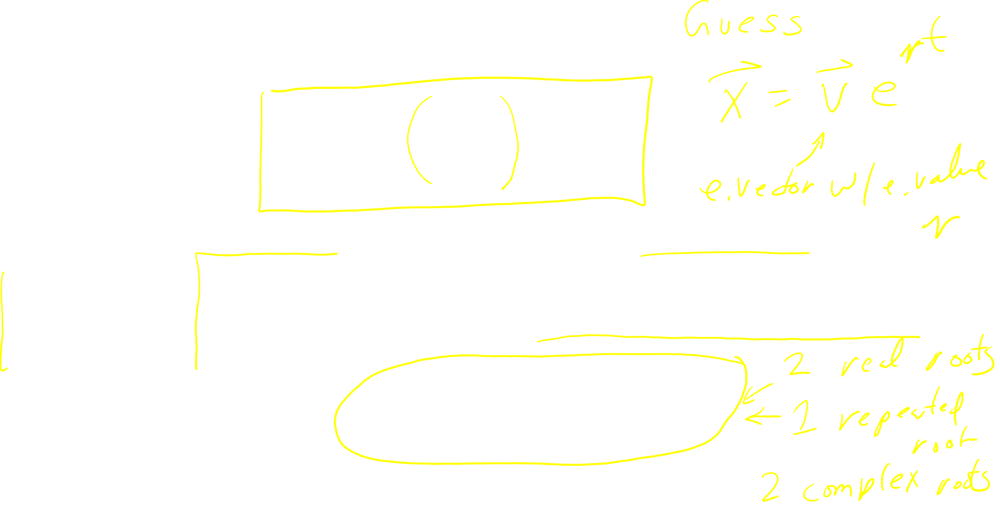 Guess
x⃗ = v⃗ e^rt
e.vector w/ e.value
r
2 real roots
1 repeated
root
2 complex roots